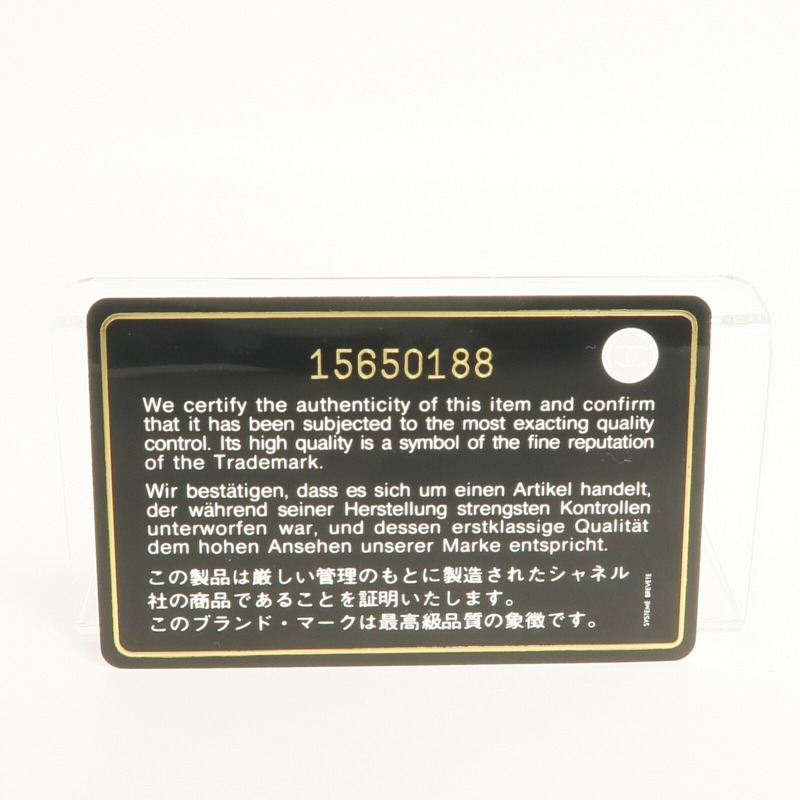 15650188
We certify the authenticity of this item and confirm
that it has been subjected to the most exacting quality
control. Its high quality is a symbol of the fine reputation
of the Trademark.
Wir bestätigen, dass es sich um einen Artikel handelt,
der während seiner Herstellung strengsten Kontrollen
unterworfen war, und dessen erstklassige Qualität
dem hohen Ansehen unserer Marke entspricht.
この製品は厳しい管理のもとに製造されたシャネル
社の商品であることを証明いたします。
このブランド・マークは最高級品質の象徴です。
SYSTEME BREVETE